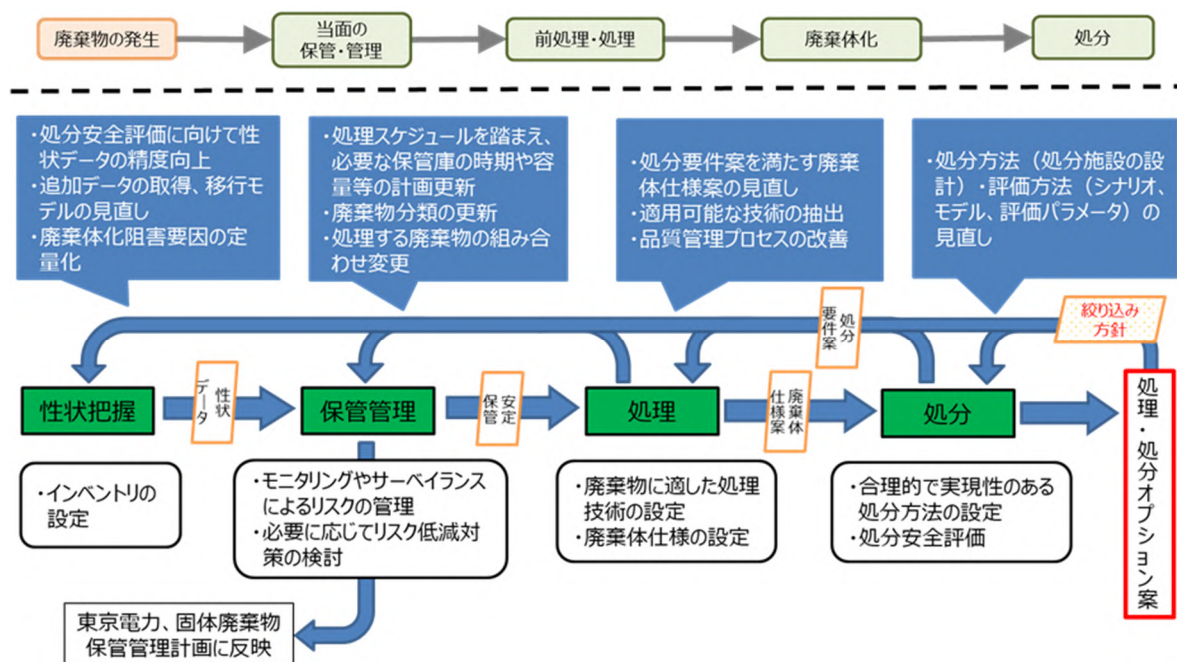 廃棄物の発生
当面の
保管・管理
前処理・処理
廃棄体化
処分
・処分安全評価に向けて性
状データの精度向上
・追加データの取得、移行モ
デルの見直し
・廃棄体化阻害要因の定
量化
・処理スケジュールを踏まえ、
必要な保管庫の時期や容
量等の計画更新
・廃棄物分類の更新
・処理する廃棄物の組み合
わせ変更
・処分要件案を満たす廃棄
体仕様案の見直し
・適用可能な技術の抽出
・品質管理プロセスの改善
・処分方法（処分施設の設
計）・評価方法（シナリオ、
モデル、評価パラメータ）の
見直し
処分
要件案
絞り込み
方針
性状把握
性状
データ
保管管理
安定
保管
処理
廃棄体
仕様案
処分
処理・処分オプション案
・インベントリの
設定
・モニタリングやサーベイランス
によるリスクの管理
・必要に応じてリスク低減対
策の検討
・廃棄物に適した処理
技術の設定
・廃棄体仕様の設定
・合理的で実現性のある
処分方法の設定
・処分安全評価
東京電力、固体廃棄物
保管管理計画に反映